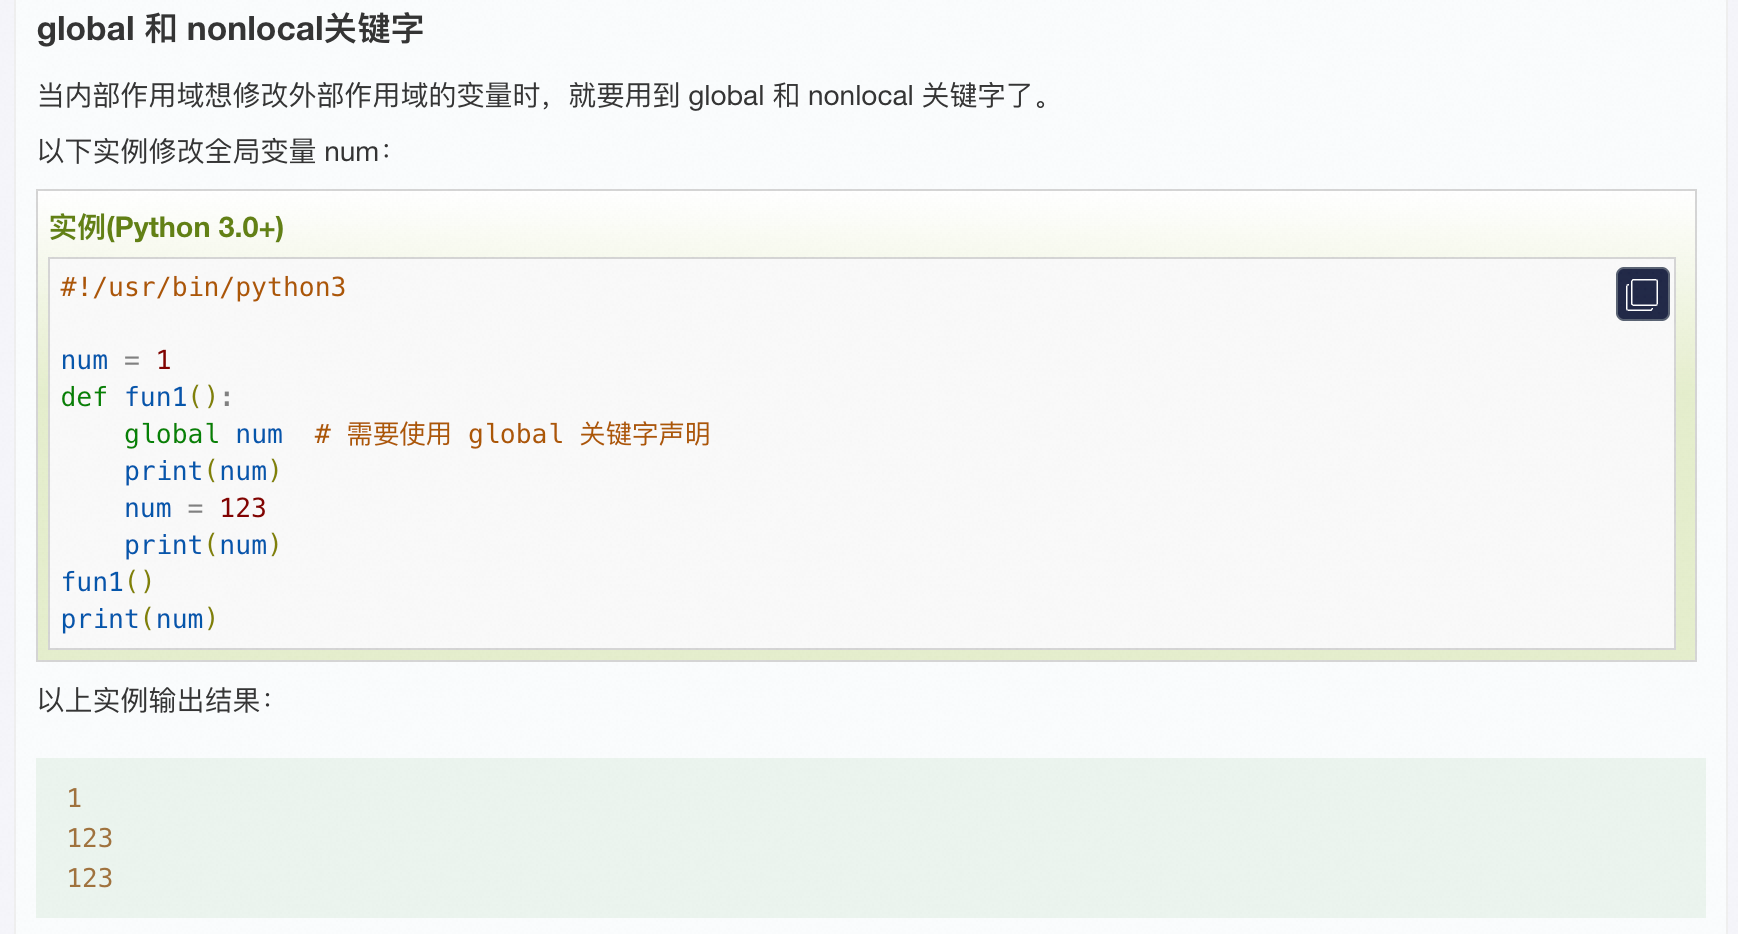 global 和 nonlocal关键字
当内部作用域想修改外部作用域的变量时，就要用到 global 和 nonlocal 关键字了。
以下实例修改全局变量 num：
实例(Python 3.0+)
#!/usr/bin/python3
num = 1
def fun1():
    global num  # 需要使用 global 关键字声明
    print(num)
    num = 123
    print(num)
fun1()
print(num)
以上实例输出结果：
1
123
123